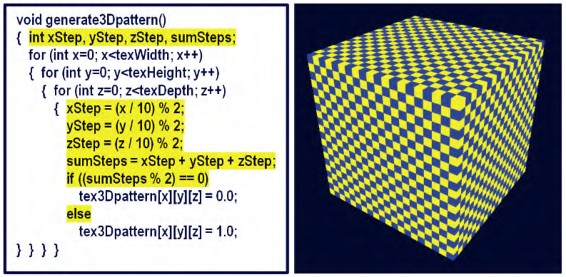 void generate3Dpattern()
{ int xStep, yStep, zStep, sumSteps;
for (int x=0; x<texWidth; x++)
{ for (int y=0; y<texHeight; y++)
{ for (int z=0; z<texDepth; z++)
{ xStep = (x / 10) % 2;
yStep = (y / 10) % 2;
zStep = (z / 10) % 2;
sumSteps = xStep + yStep + zStep;
if ((sumSteps % 2) == 0)
tex3Dpattern[x][y][z] = 0.0;
else
tex3Dpattern[x][y][z] = 1.0;
} } } }